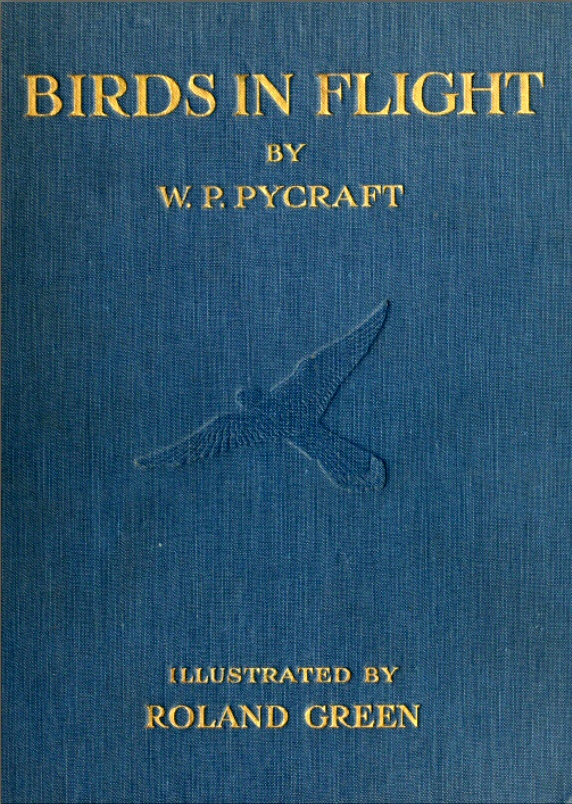 BIRDS IN FLIGHT
BY
W. P. PYCRAFT
ILLUSTRATED BY
ROLAND GREEN